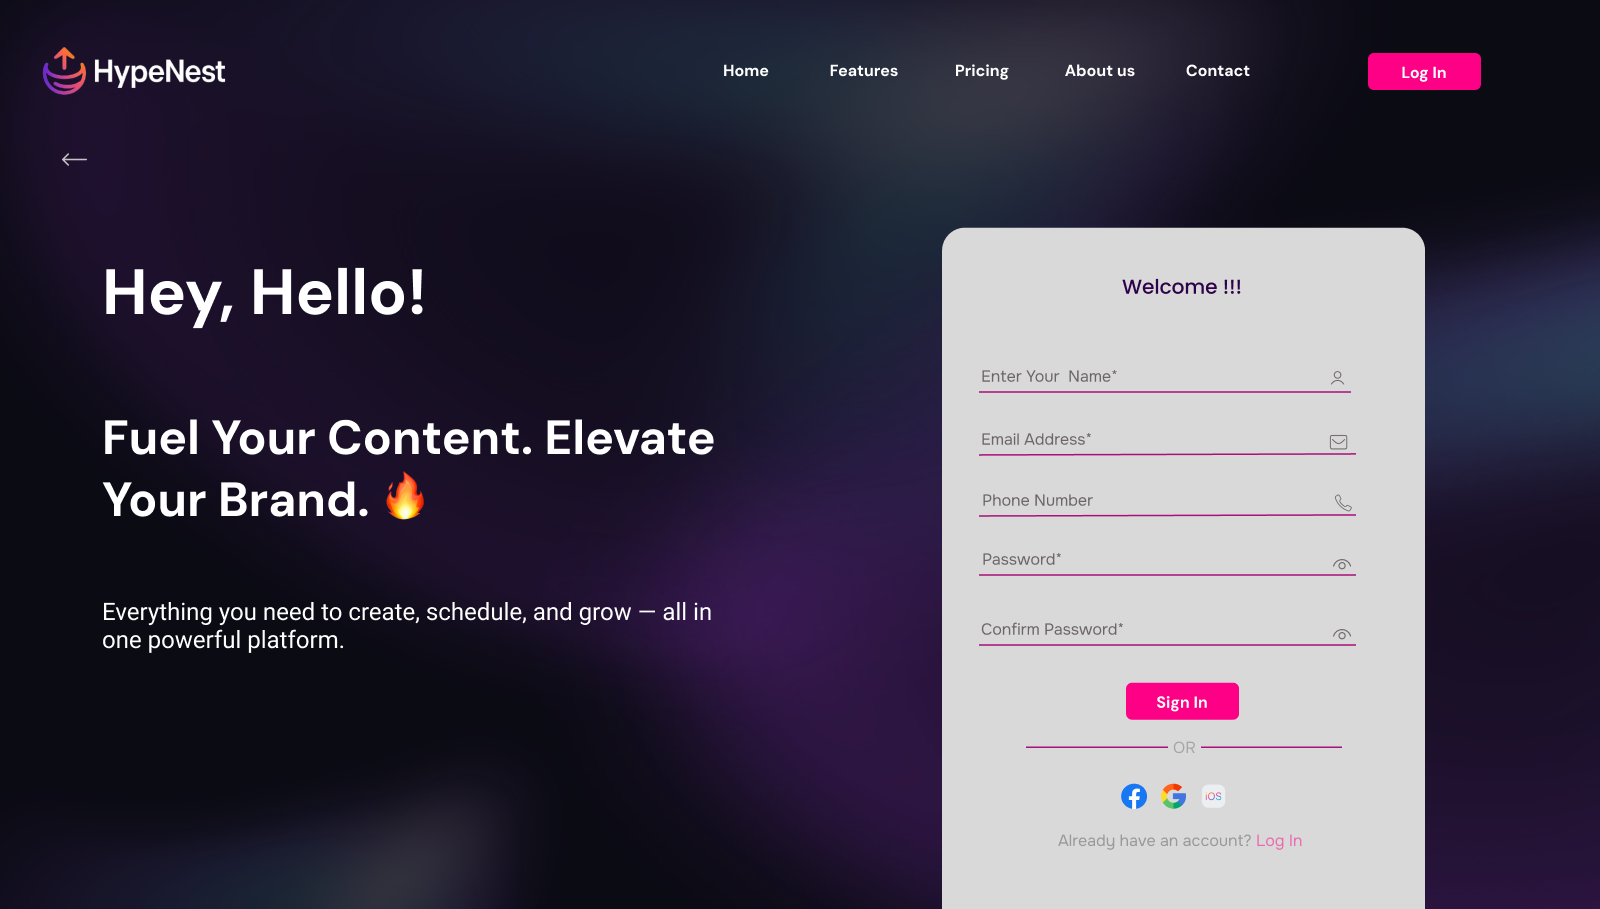 HypeNest
Home Features Pricing About us Contact Log In
Hey, Hello!
Fuel Your Content. Elevate
Your Brand. 🔥
Everything you need to create, schedule, and grow — all in
one powerful platform.
Welcome !!!
Enter Your  Name*
Email Address*
Phone Number
Password*
Confirm Password*
Sign In
OR
iOS
Already have an account? Log In